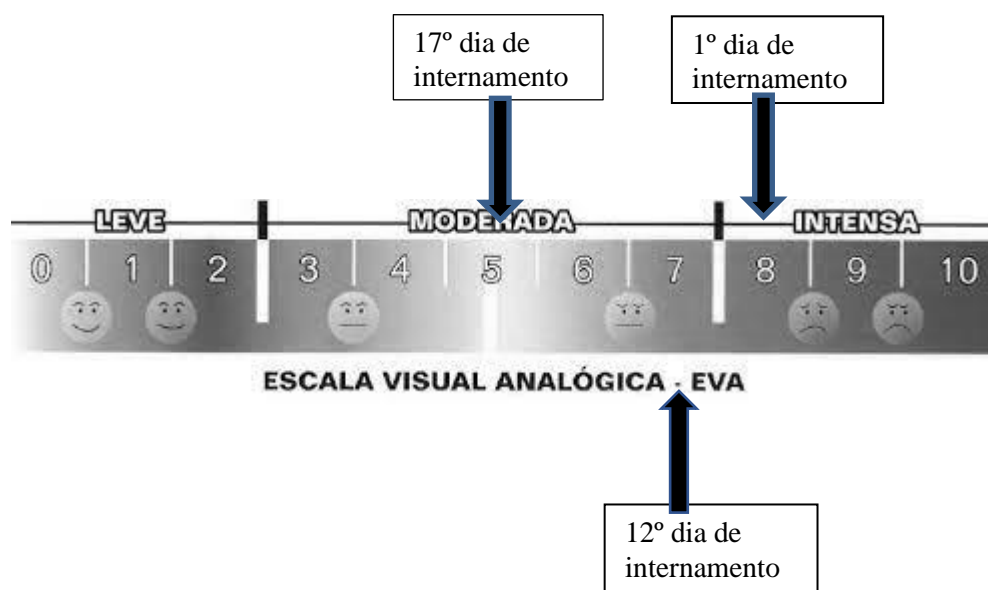 17º dia de
internamento
1º dia de
internamento
LEVE MODERADA INTENSA
0 1 2 3 4 5 6 7 8 9 10
ESCALA VISUAL ANALÓGICA - EVA
12º dia de
internamento